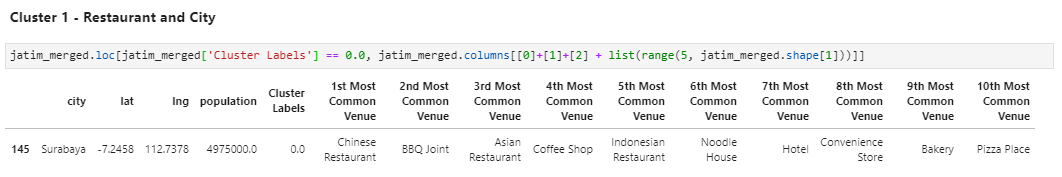 Cluster 1 - Restaurant and City
jatim_merged.loc[jatim_merged['Cluster Labels'] == 0.0, jatim_merged.columns[[0]+[1]+[2] + list(range(5, jatim_merged.shape[1]))]]
city lat lng population Cluster Labels 1st Most Common Venue 2nd Most Common Venue 3rd Most Common Venue 4th Most Common Venue 5th Most Common Venue 6th Most Common Venue 7th Most Common Venue 8th Most Common Venue 9th Most Common Venue 10th Most Common Venue
145 Surabaya -7.2458 112.7378 4975000.0 0.0 Chinese Restaurant BBQ Joint Asian Restaurant Coffee Shop Indonesian Restaurant Noodle House Hotel Convenience Store Bakery Pizza Place